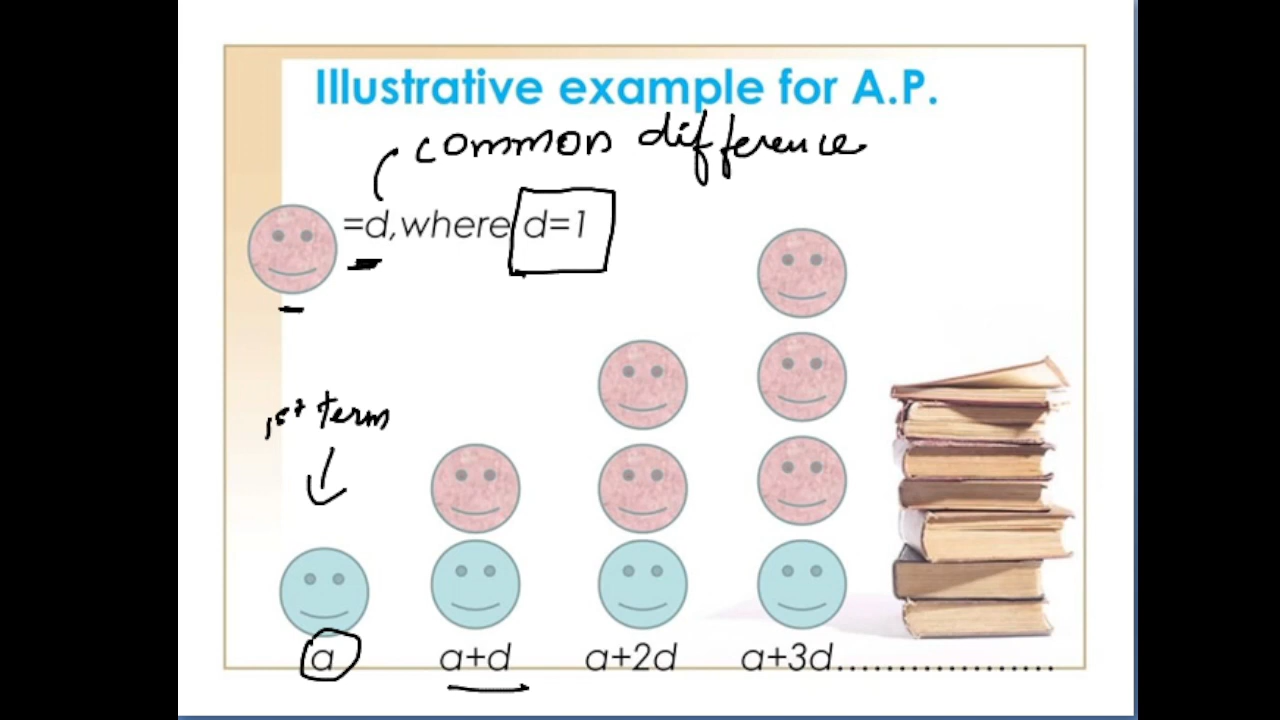 Illustrative example for A.P.
common difference
=d, where d=1
1st term
a a+d a+2d a+3d..................